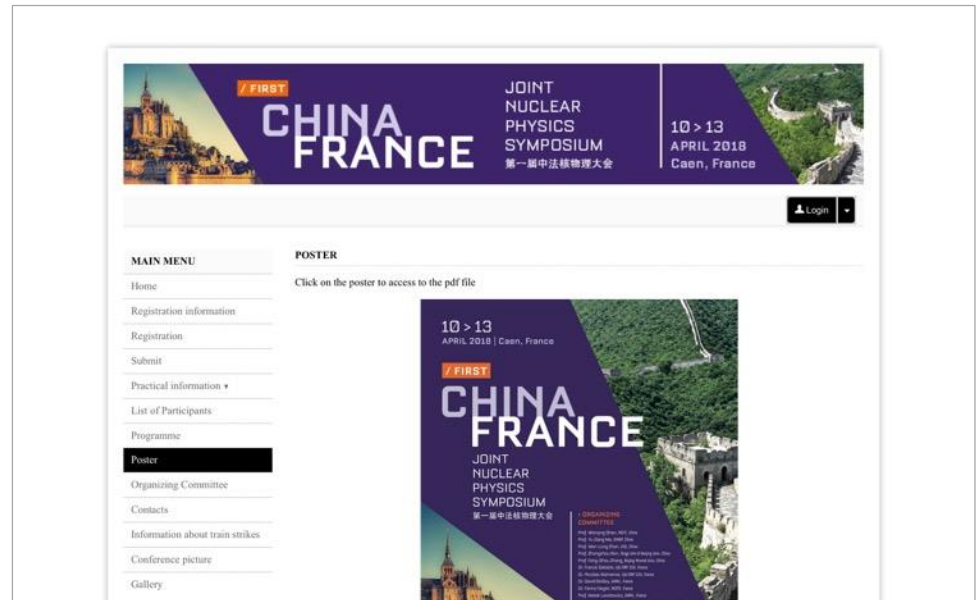 / FIRST
CHINA
FRANCE
JOINT
NUCLEAR
PHYSICS
SYMPOSIUM
第一届中法核物理大会
10 > 13
APRIL 2018
Caen, France
Login
MAIN MENU
Home
Registration information
Registration
Submit
Practical information
List of Participants
Programme
Poster
Organizing Committee
Contacts
Information about train strikes
Conference picture
Gallery
POSTER
Click on the poster to access to the pdf file
10 > 13
APRIL 2018 | Caen, France
/ FIRST
CHINA
FRANCE
JOINT
NUCLEAR
PHYSICS
SYMPOSIUM
第一届中法核物理大会
> ORGANIZING
COMMITTEE